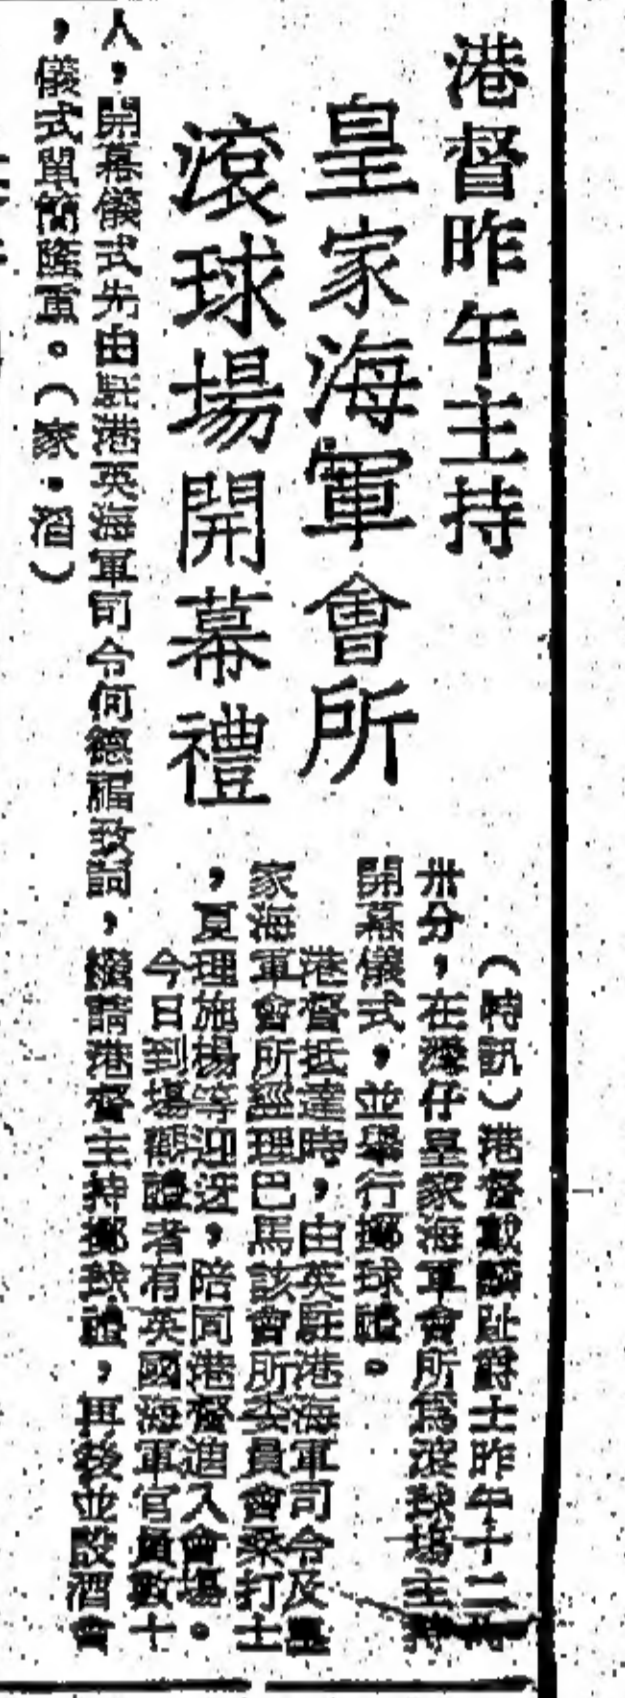 港督昨午主持
皇家海軍會所
滾球場開幕禮
（時訊）港督戴麟趾爵士昨午十二時
卅分，在灣仔皇家海軍會所爲滾球場主持
開幕儀式，並舉行擲球禮。
港督抵達時，由英駐港海軍司令及皇
家海軍會所經理巴馬該會所委員會桑打士
，夏理施揚等迎迓，陪同港督進入會場。
今日到場觀禮者有英國海軍官員數十
人，開幕儀式先由駐港英海軍司令何德福致詞，繼請港督主持擲球禮，再後並設酒會
，儀式單簡隆重。（家·滔）